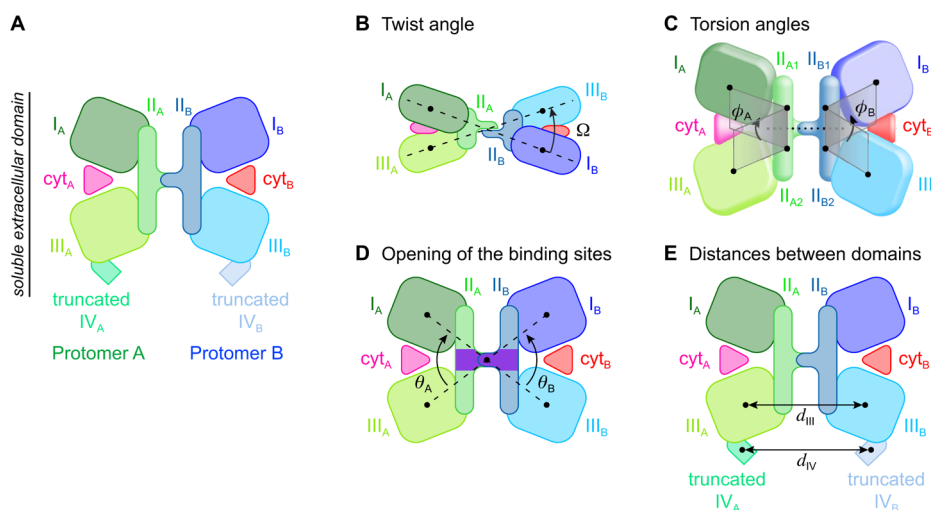 A
soluble extracellular domain
I_A
II_A
II_B
I_B
cyt_A
cyt_B
III_A
III_B
truncated
IV_A
truncated
IV_B
Protomer A
Protomer B
B Twist angle
I_A
II_A
III_B
III_A
II_B
I_B
Ω
C Torsion angles
I_A
II_A1
II_B1
I_B
ϕ_A
ϕ_B
cyt_A
cyt_B
III_A
II_A2
II_B2
III
D Opening of the binding sites
I_A
II_A
II_B
I_B
cyt_A
θ_A
θ_B
cyt_B
III_A
III_B
E Distances between domains
I_A
II_A
II_B
I_B
cyt_A
cyt_B
III_A
d_III
III_B
d_IV
truncated
IV_A
truncated
IV_B